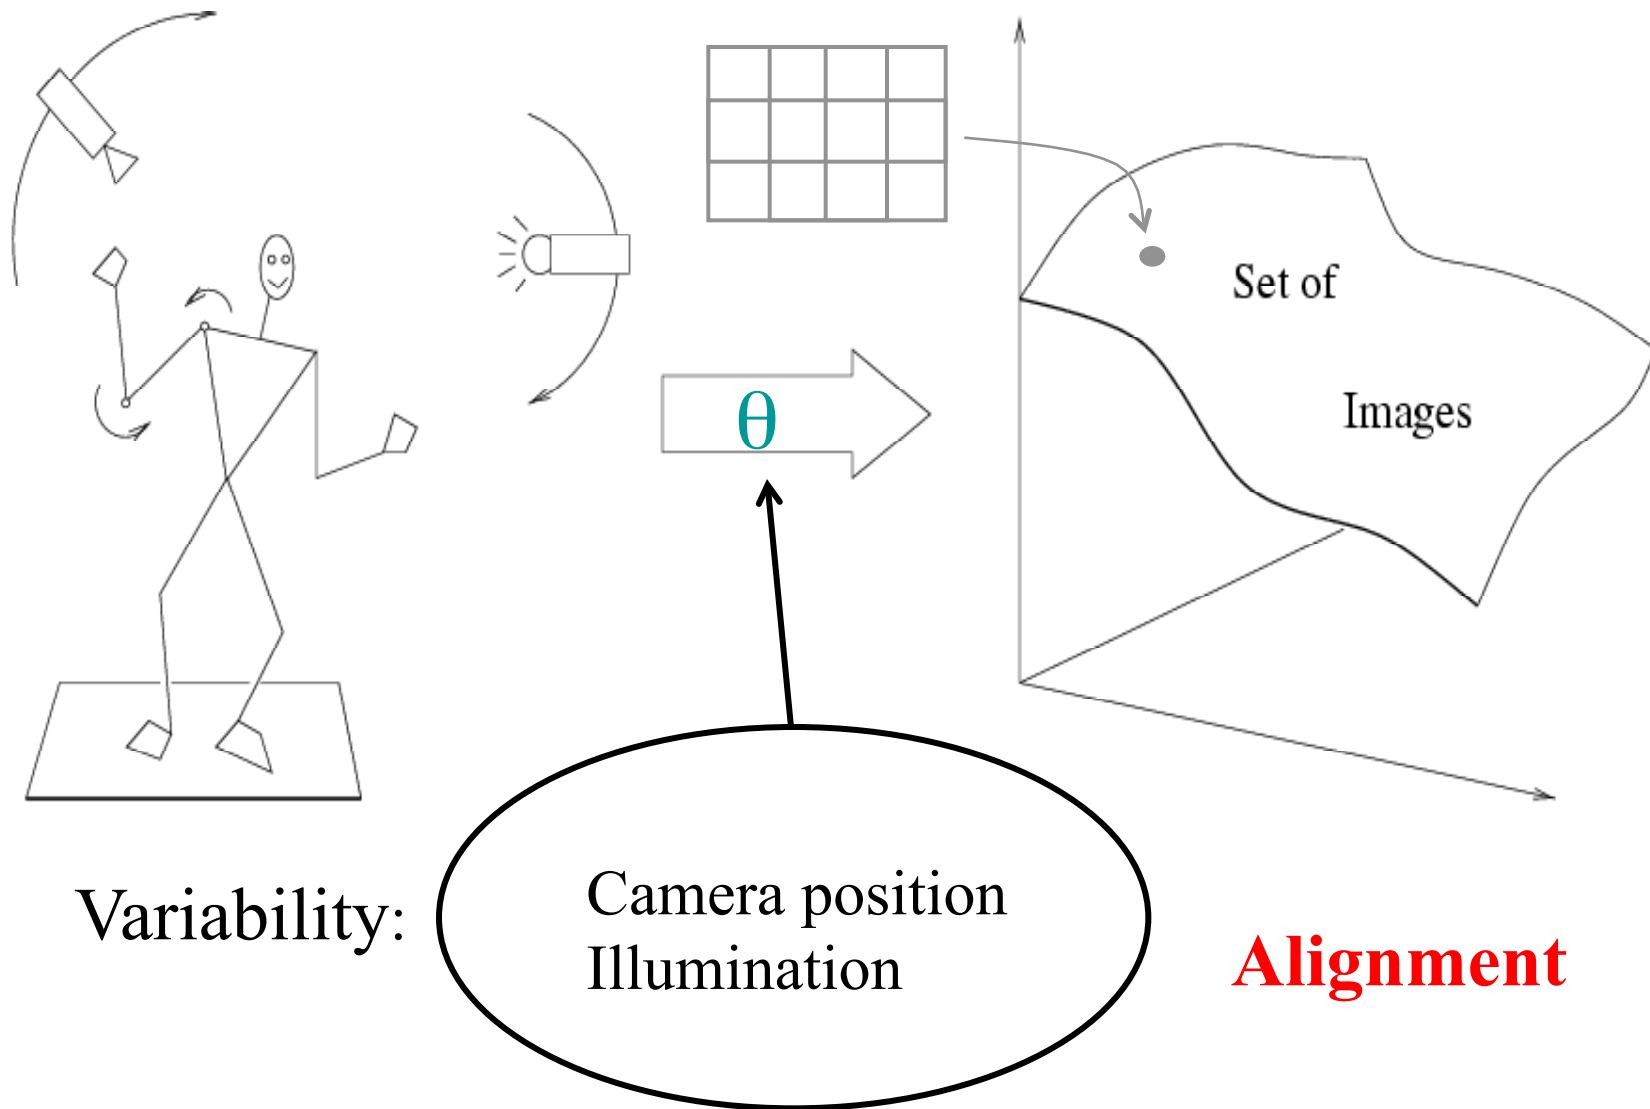 θ
Set of
Images
Variability:
Camera position
Illumination
Alignment